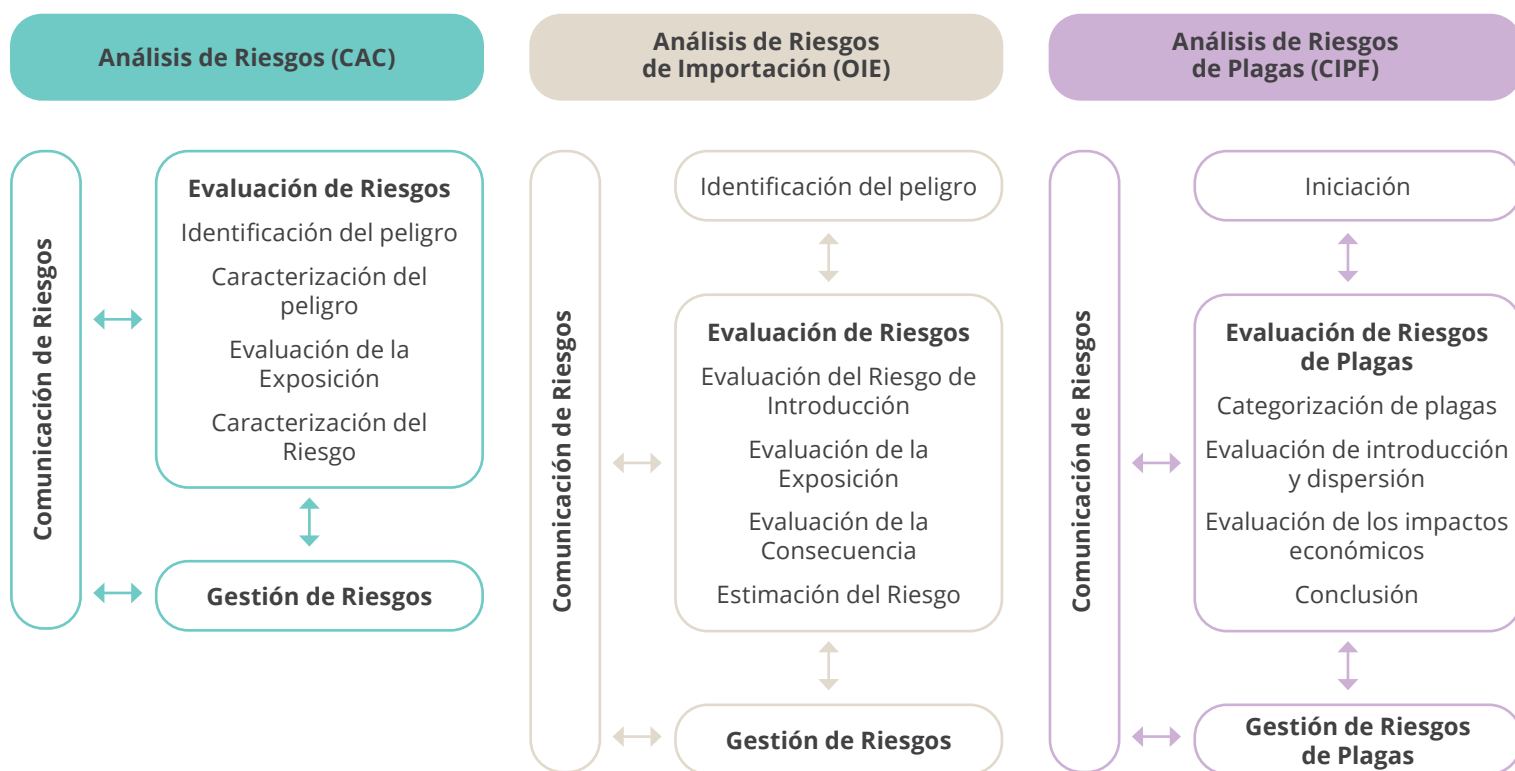 Análisis de Riesgos (CAC)
Comunicación de Riesgos
Evaluación de Riesgos
Identificación del peligro
Caracterización del
peligro
Evaluación de la
Exposición
Caracterización del
Riesgo
Gestión de Riesgos
Análisis de Riesgos
de Importación (OIE)
Comunicación de Riesgos
Identificación del peligro
Evaluación de Riesgos
Evaluación del Riesgo de
Introducción
Evaluación de la
Exposición
Evaluación de la
Consecuencia
Estimación del Riesgo
Gestión de Riesgos
Análisis de Riesgos
de Plagas (CIPF)
Comunicación de Riesgos
Iniciación
Evaluación de Riesgos
de Plagas
Categorización de plagas
Evaluación de introducción
y dispersión
Evaluación de los impactos
económicos
Conclusión
Gestión de Riesgos
de Plagas